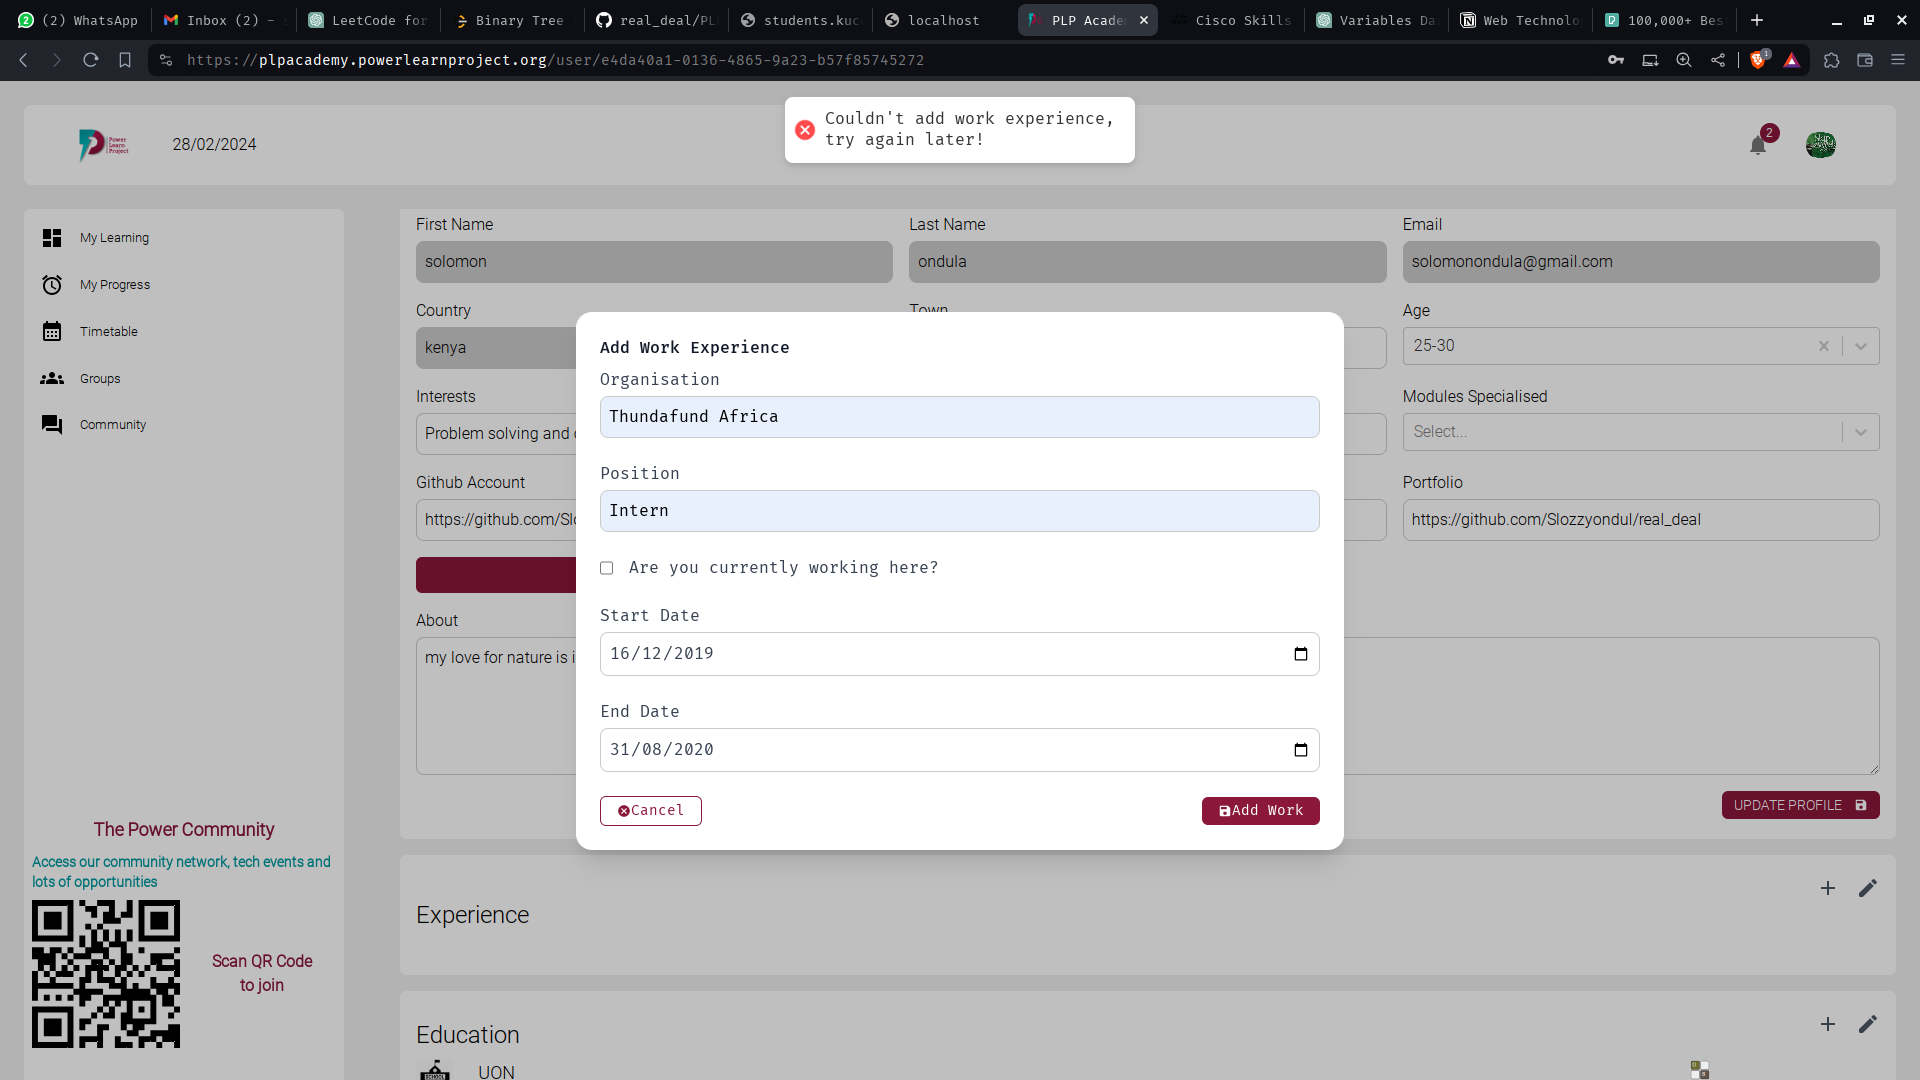 (2) WhatsApp
Inbox (2) -
LeetCode for
Binary Tree
real_deal/PL
students.kuc
localhost
PLP Acade
Cisco Skills
Variables Da
Web Technolo
100,000+ Bes
https://plpacademy.powerlearnproject.org/user/e4da40a1-0136-4865-9a23-b57f85745272
1
Couldn't add work experience,
try again later!
Power
Learn
Project
28/02/2024
2
My Learning
My Progress
Timetable
Groups
Community
First Name
Last Name
Email
solomon
ondula
solomonondula@gmail.com
Country
Town
Age
kenya
25-30
Interests
Modules Specialised
Problem solving and
Select...
Github Account
Portfolio
https://github.com/Slo
https://github.com/Slozzyondul/real_deal
About
my love for nature is i
UPDATE PROFILE
Add Work Experience
Organisation
Thundafund Africa
Position
Intern
Are you currently working here?
Start Date
16/12/2019
End Date
31/08/2020
Cancel
Add Work
The Power Community
Access our community network, tech events and
lots of opportunities
Scan QR Code
to join
Experience
Education
SCHOOL
UON